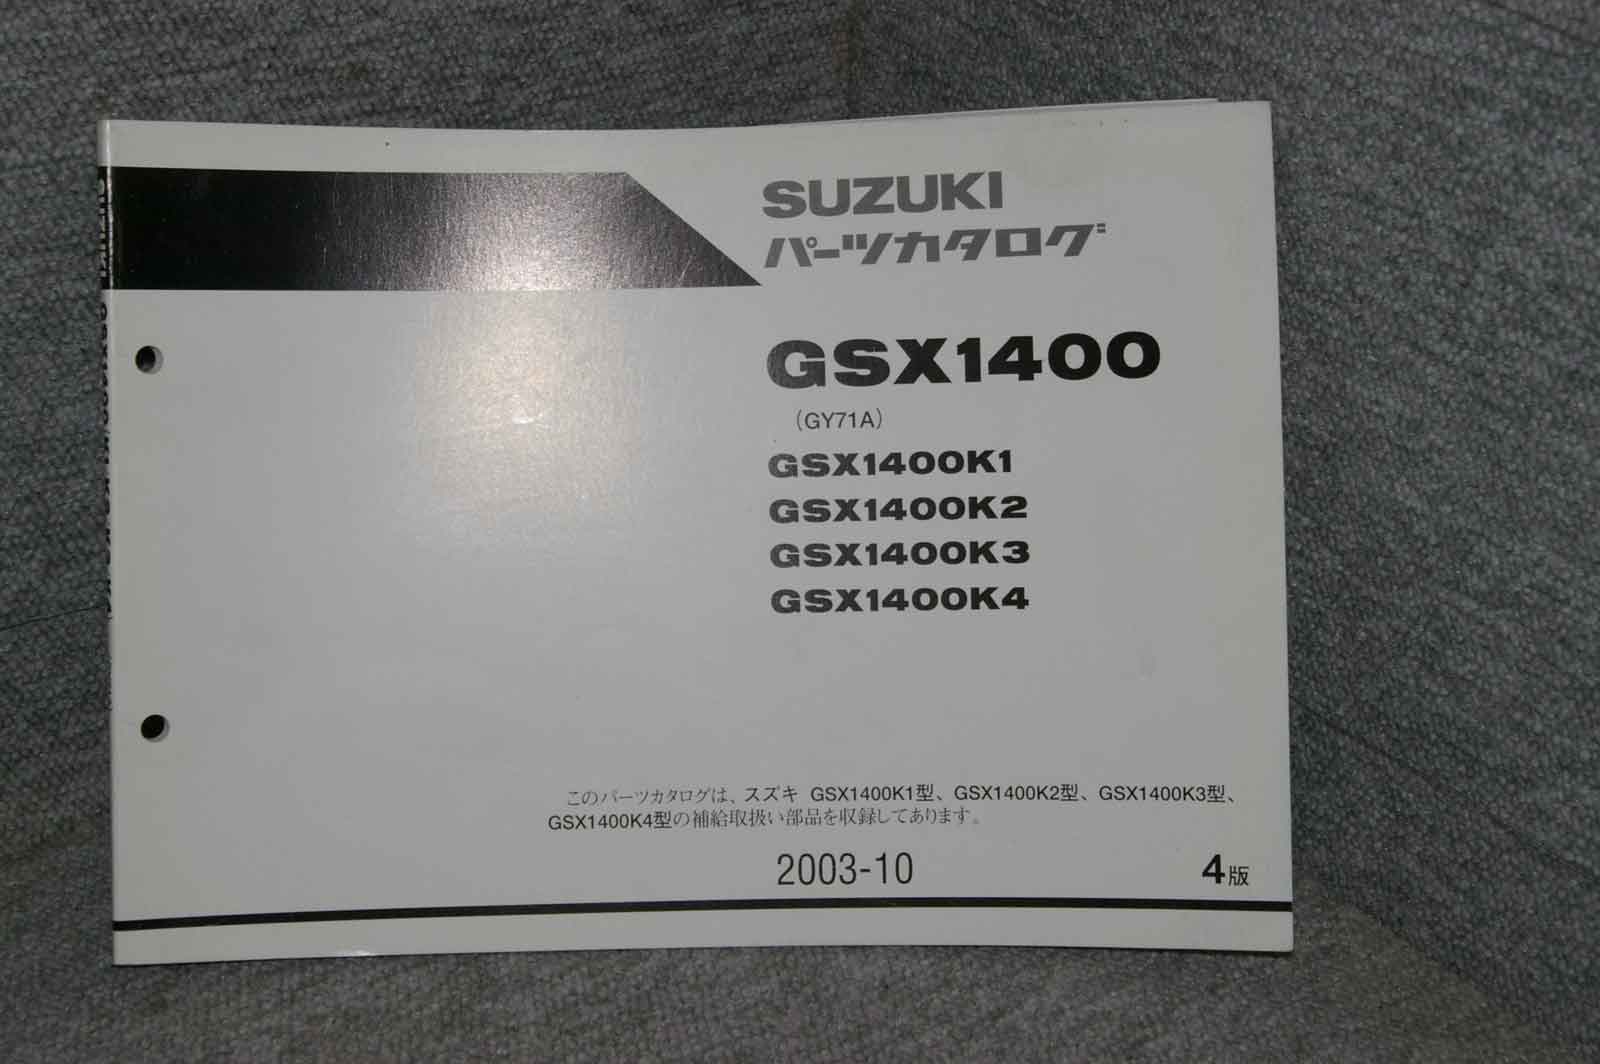 SUZUKI
パーツカタログ
GSX1400
(GY71A)
GSX1400K1
GSX1400K2
GSX1400K3
GSX1400K4
このパーツカタログは、スズキ GSX1400K1型、GSX1400K2型、GSX1400K3型、
GSX1400K4型の補給取扱い部品を収録してあります。
2003-10
4版